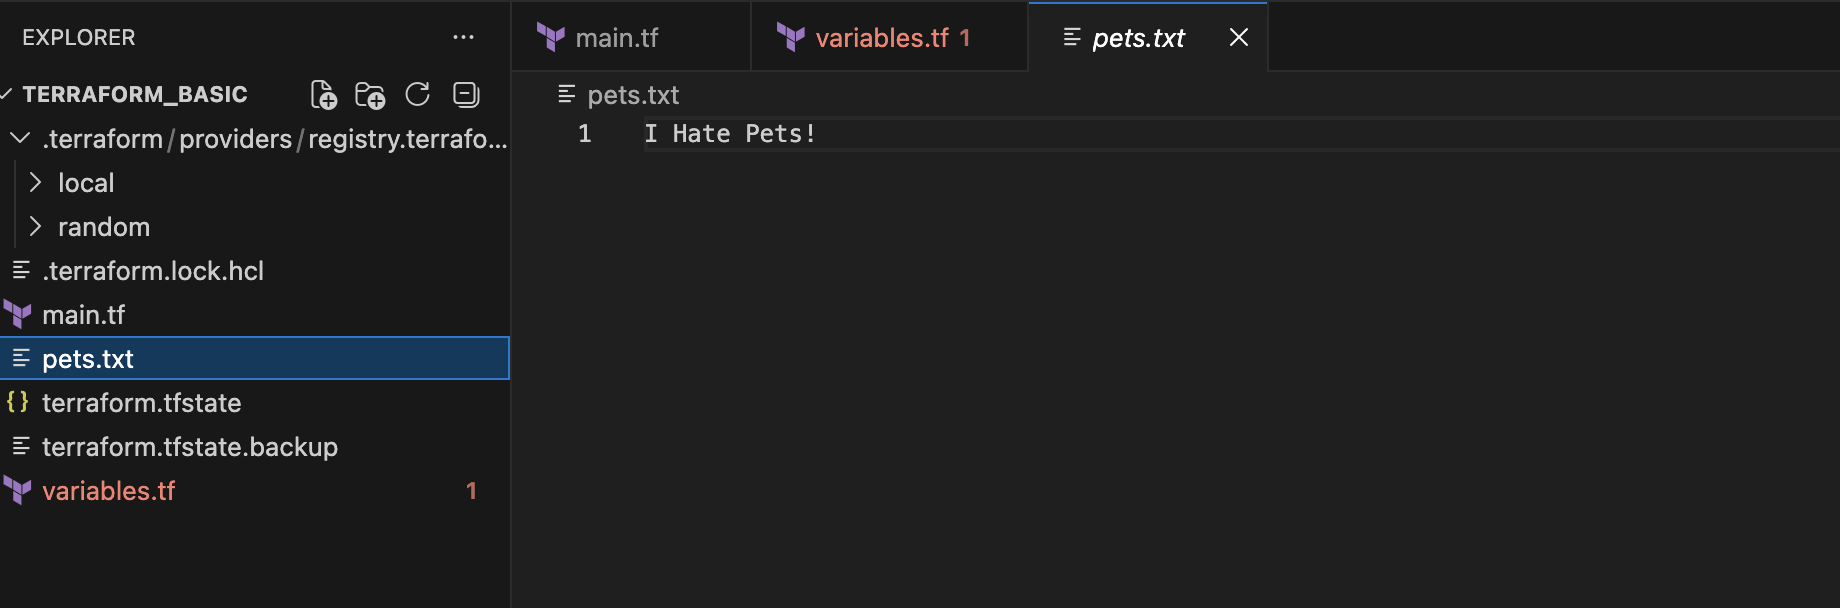 EXPLORER ...
TERRAFORM_BASIC
.terraform/providers/registry.terrafo...
local
random
.terraform.lock.hcl
main.tf
pets.txt
terraform.tfstate
terraform.tfstate.backup
variables.tf 1
main.tf variables.tf 1 pets.txt
pets.txt
1 I Hate Pets!